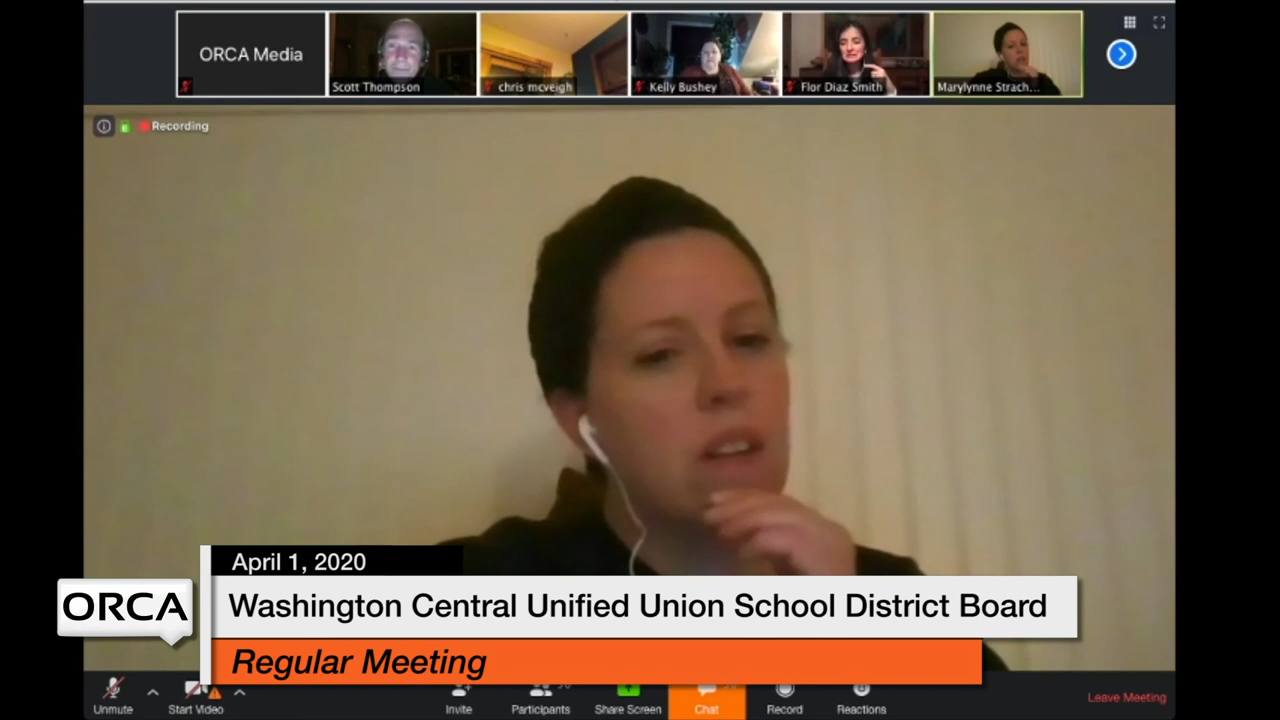 ORCA Media
Scott Thompson
chris mcveigh
Kelly Bushey
Flor Diaz Smith
Marylynne Strach...
Recording
April 1, 2020
ORCA
Washington Central Unified Union School District Board
Regular Meeting
Unmute
Start Video
Invite
Participants
Share Screen
Chat
Record
Reactions
Leave Meeting